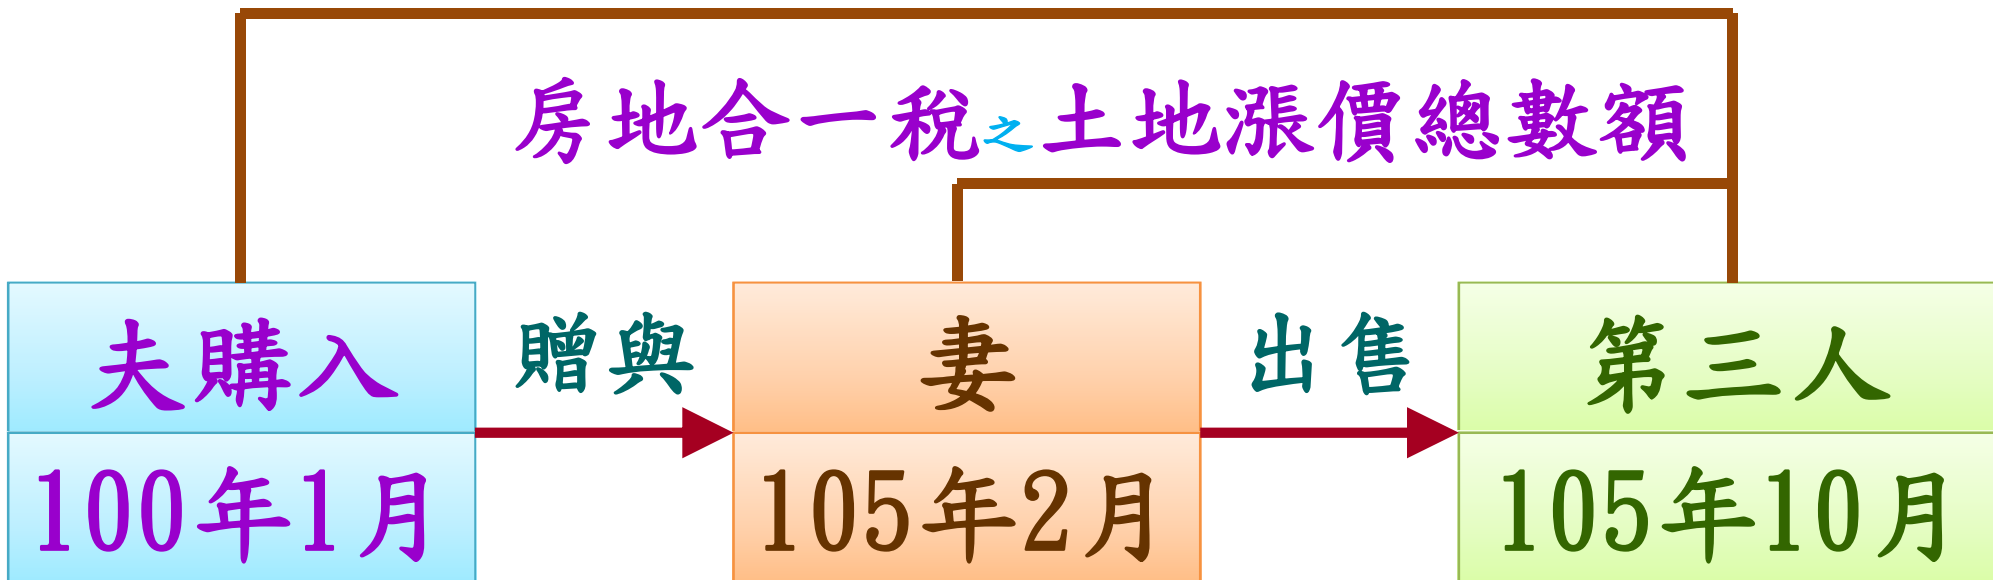 房地合一稅之土地漲價總數額
夫購入 贈與 妻 出售 第三人
100年1月 105年2月 105年10月